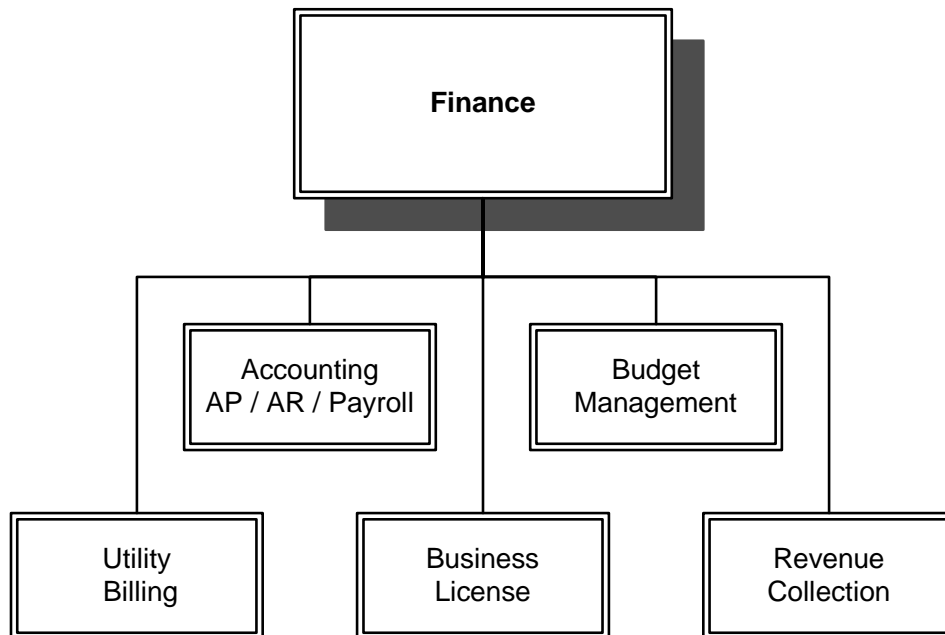 Finance
Accounting
AP / AR / Payroll
Budget
Management
Utility
Billing
Business
License
Revenue
Collection